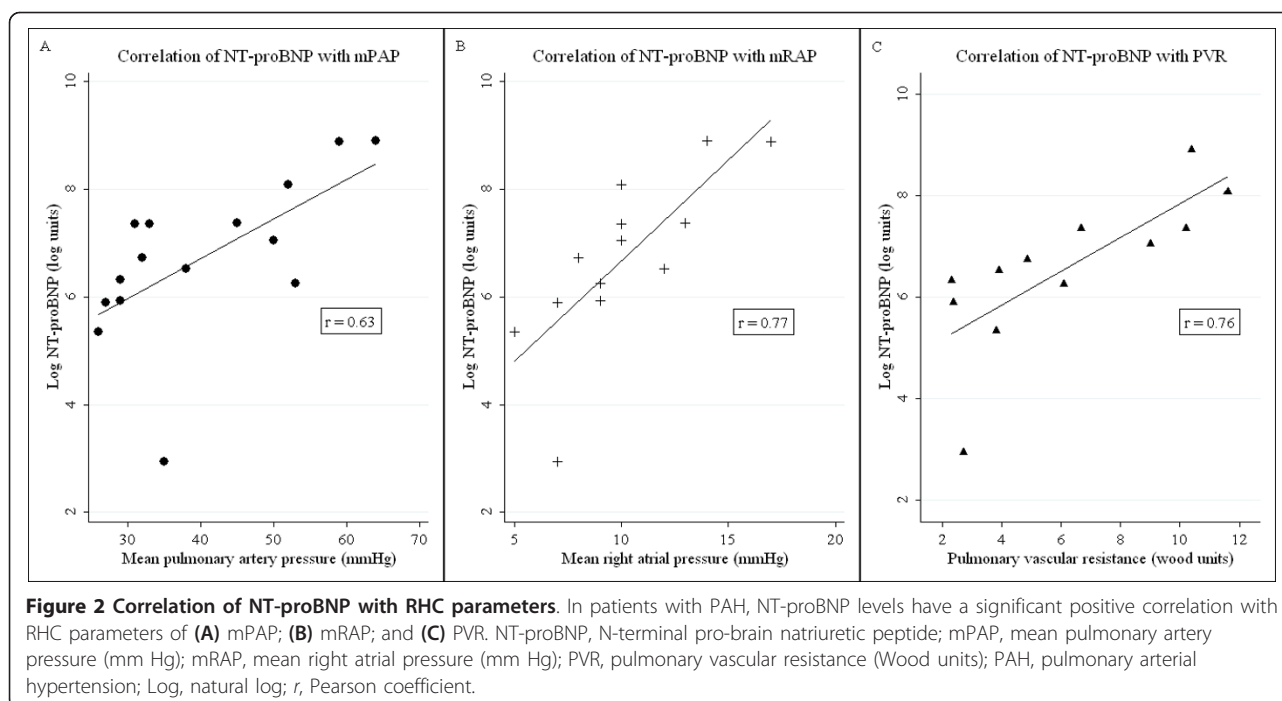 A
Correlation of NT-proBNP with mPAP
Log NT-proBNP (log units)
10
8
6
4
2
r = 0.63
30 40 50 60 70
Mean pulmonary artery pressure (mmHg)
B
Correlation of NT-proBNP with mRAP
Log NT-proBNP (log units)
10
8
6
4
2
r = 0.77
5 10 15 20
Mean right atrial pressure (mmHg)
C
Correlation of NT-proBNP with PVR
Log NT-proBNP (log units)
10
8
6
4
2
r = 0.76
2 4 6 8 10 12
Pulmonary vascular resistance (wood units)
Figure 2 Correlation of NT-proBNP with RHC parameters. In patients with PAH, NT-proBNP levels have a significant positive correlation with
RHC parameters of (A) mPAP; (B) mRAP; and (C) PVR. NT-proBNP, N-terminal pro-brain natriuretic peptide; mPAP, mean pulmonary artery
pressure (mm Hg); mRAP, mean right atrial pressure (mm Hg); PVR, pulmonary vascular resistance (Wood units); PAH, pulmonary arterial
hypertension; Log, natural log; r, Pearson coefficient.